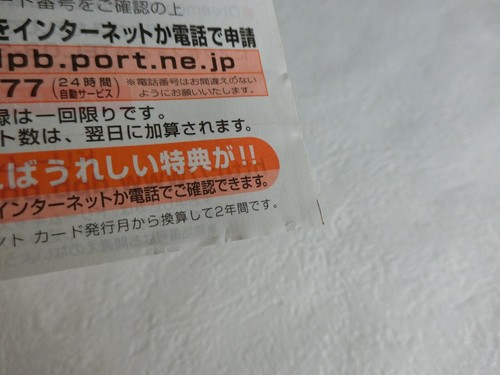 ード番号をご確認の上
をインターネットか電話で申請
lpb.port.ne.jp
77 (24時間自動サービス) ※電話番号はお間違えのないようにお願いいたします。
録は一回限りです。
ト数は、翌日に加算されます。
ばうれしい特典が!!
インターネットか電話でご確認できます。
ント カード発行月から換算して2年間です。